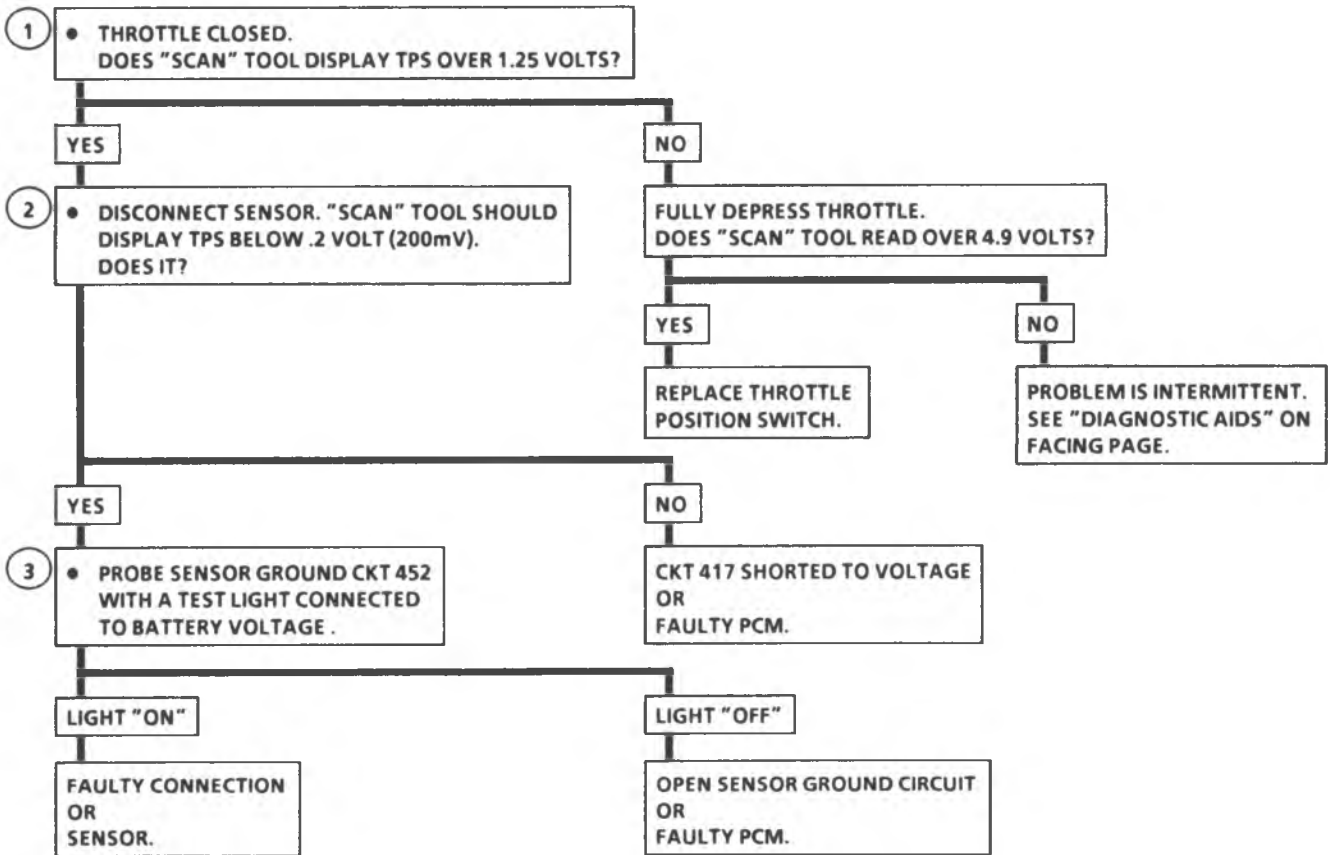 1
• THROTTLE CLOSED.
DOES "SCAN" TOOL DISPLAY TPS OVER 1.25 VOLTS?
YES
NO
2
• DISCONNECT SENSOR. "SCAN" TOOL SHOULD
DISPLAY TPS BELOW .2 VOLT (200mV).
DOES IT?
FULLY DEPRESS THROTTLE.
DOES "SCAN" TOOL READ OVER 4.9 VOLTS?
YES
NO
REPLACE THROTTLE
POSITION SWITCH.
PROBLEM IS INTERMITTENT.
SEE "DIAGNOSTIC AIDS" ON
FACING PAGE.
YES
NO
3
• PROBE SENSOR GROUND CKT 452
WITH A TEST LIGHT CONNECTED
TO BATTERY VOLTAGE .
CKT 417 SHORTED TO VOLTAGE
OR
FAULTY PCM.
LIGHT "ON"
LIGHT "OFF"
FAULTY CONNECTION
OR
SENSOR.
OPEN SENSOR GROUND CIRCUIT
OR
FAULTY PCM.